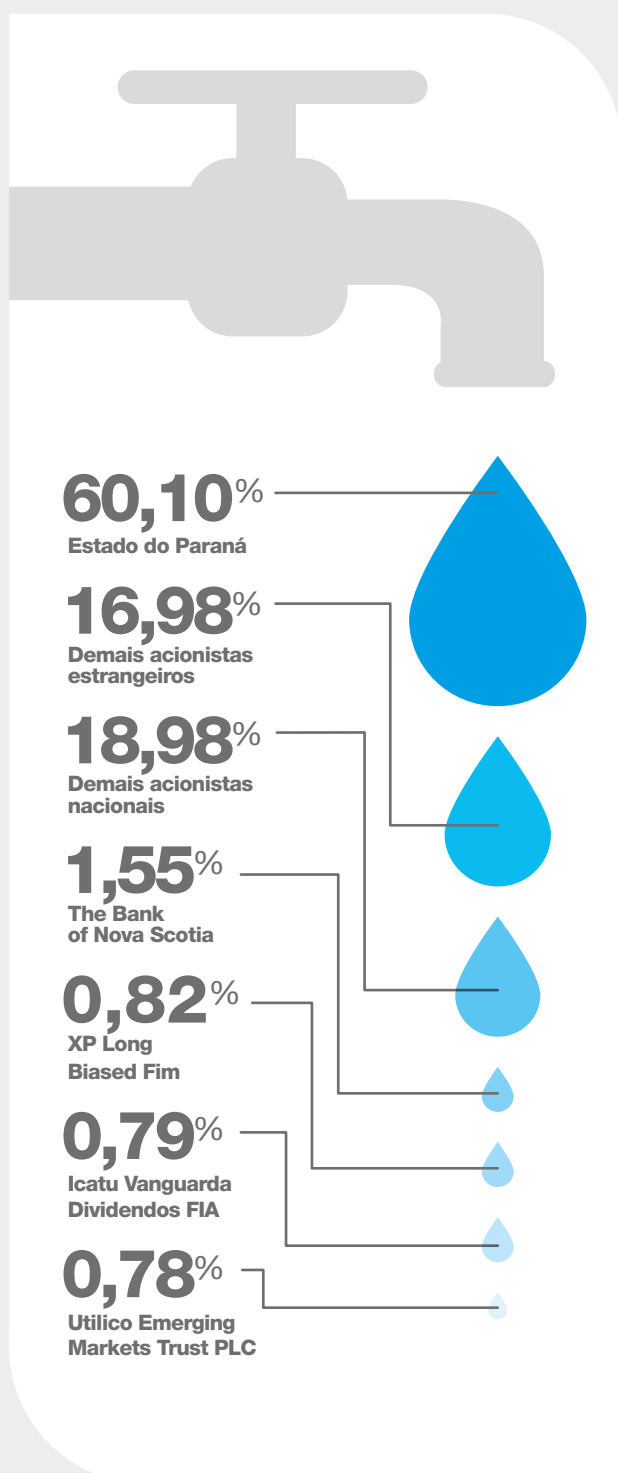 60,10%
Estado do Paraná
16,98%
Demais acionistas
estrangeiros
18,98%
Demais acionistas
nacionais
1,55%
The Bank
of Nova Scotia
0,82%
XP Long
Biased Fim
0,79%
Icatu Vanguarda
Dividendos FIA
0,78%
Utilico Emerging
Markets Trust PLC